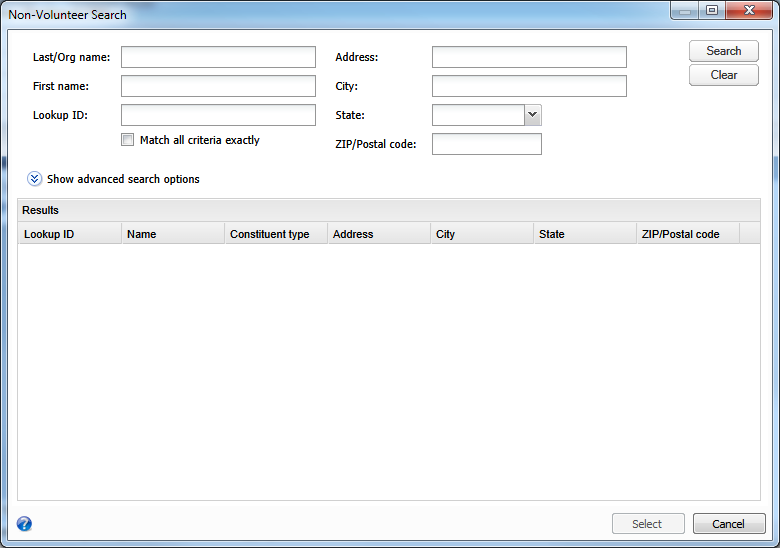 Non-Volunteer Search
Last/Org name:
Address:
Search
First name:
City:
Clear
Lookup ID:
State:
Match all criteria exactly
ZIP/Postal code:
Show advanced search options
Results
Lookup ID Name Constituent type Address City State ZIP/Postal code
?
Select Cancel